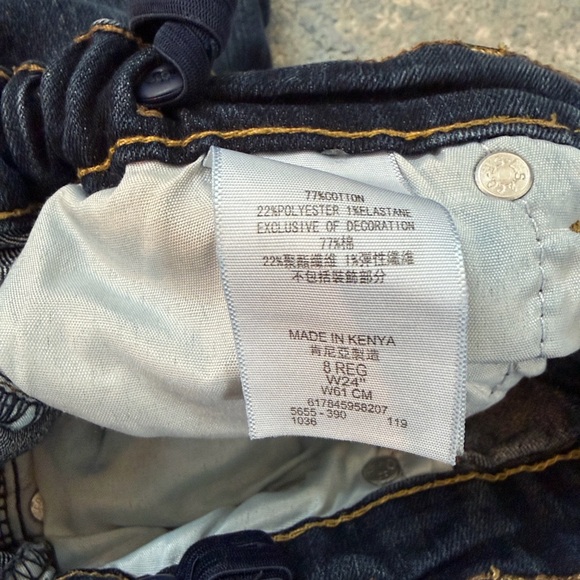 77%COTTON
22%POLYESTER 1%ELASTANE
EXCLUSIVE OF DECORATION
77%棉
22%聚酯纖維 1%彈性纖維
不包括裝飾部分
MADE IN KENYA
肯尼亞製造
8 REG
W24"
W61 CM
617845958207
5655-390 119
1036